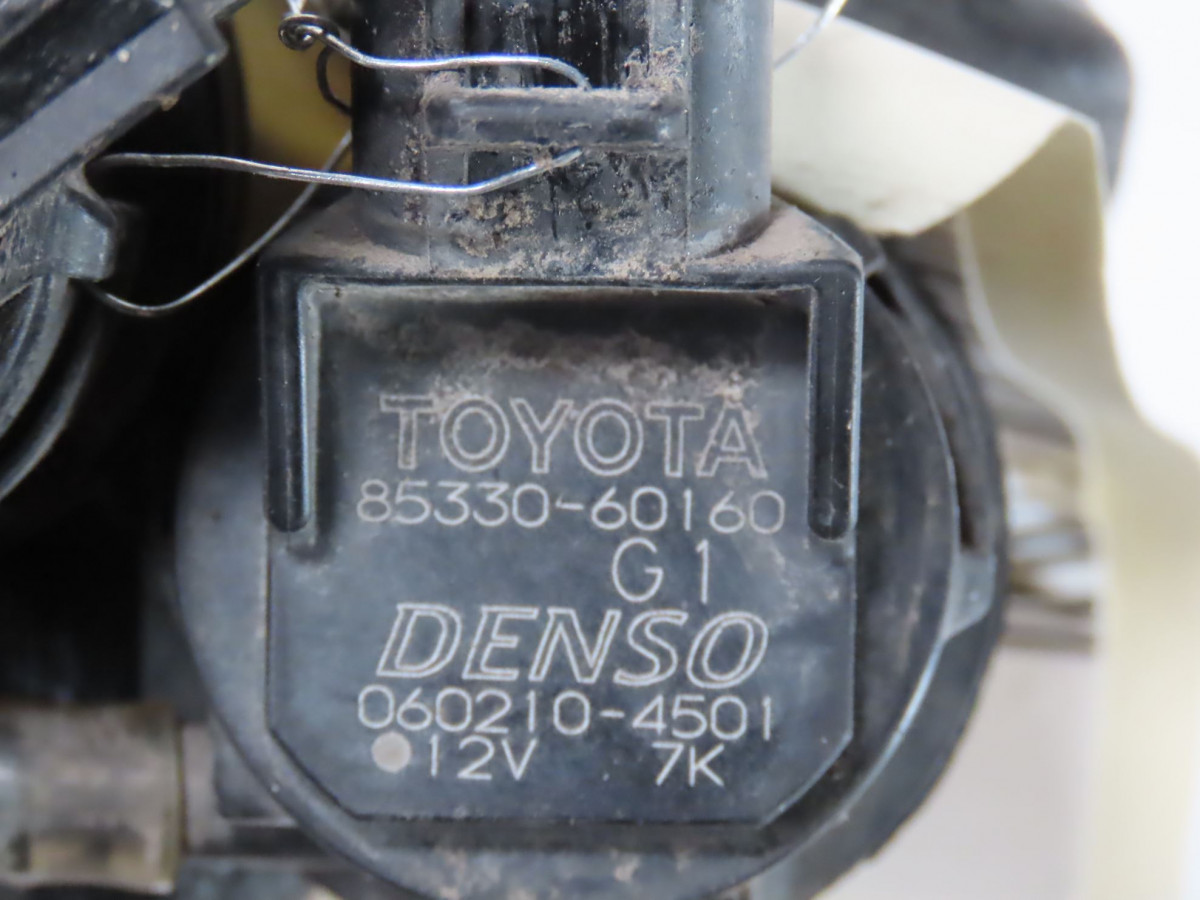 TOYOTA
85330-60160
G1
DENSO
060210-4501
12V 7K